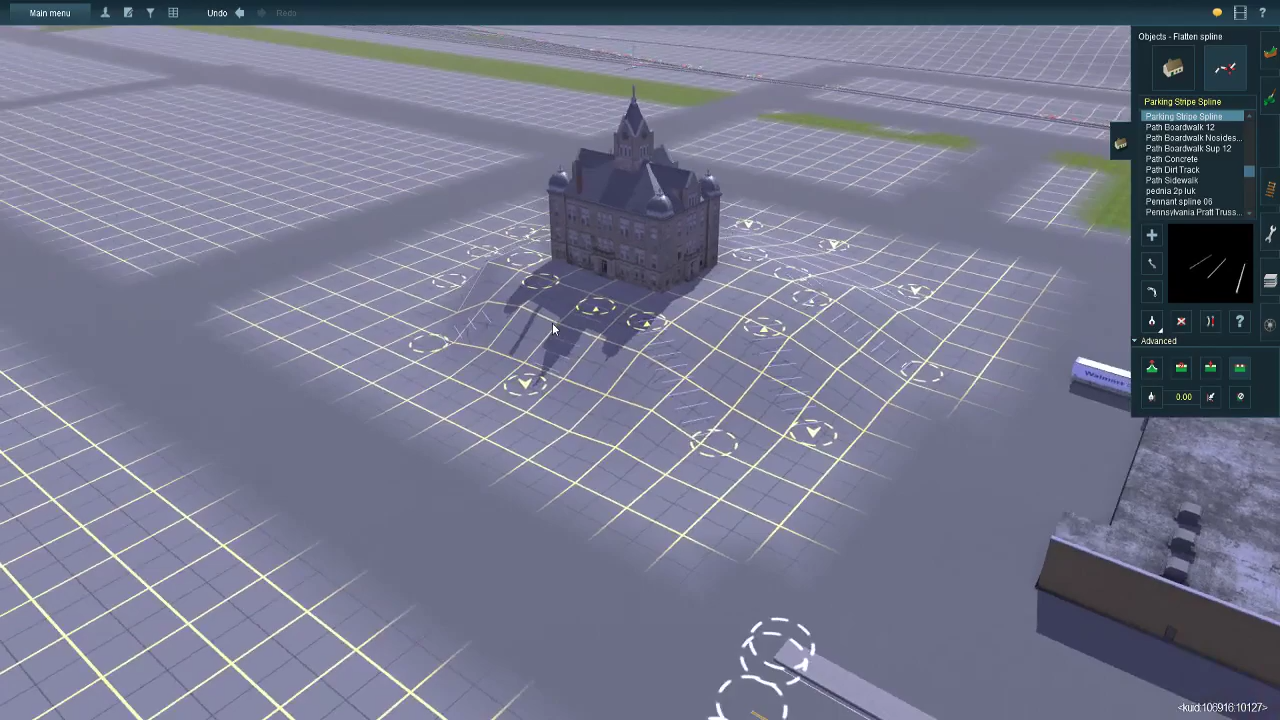 Main menu
Undo
Redo
?
Objects - Flatten spline
Parking Stripe Spline
Parking Stripe Spline
Path Boardwalk 12
Path Boardwalk Nosides...
Path Boardwalk Sup 12
Path Concrete
Path Dirt Track
Path Sidewalk
pednia 2p luk
Pennant spline 06
Pennsylvania Pratt Truss...
?
Advanced
0.00
Walmart
<kuid:106916:10127>